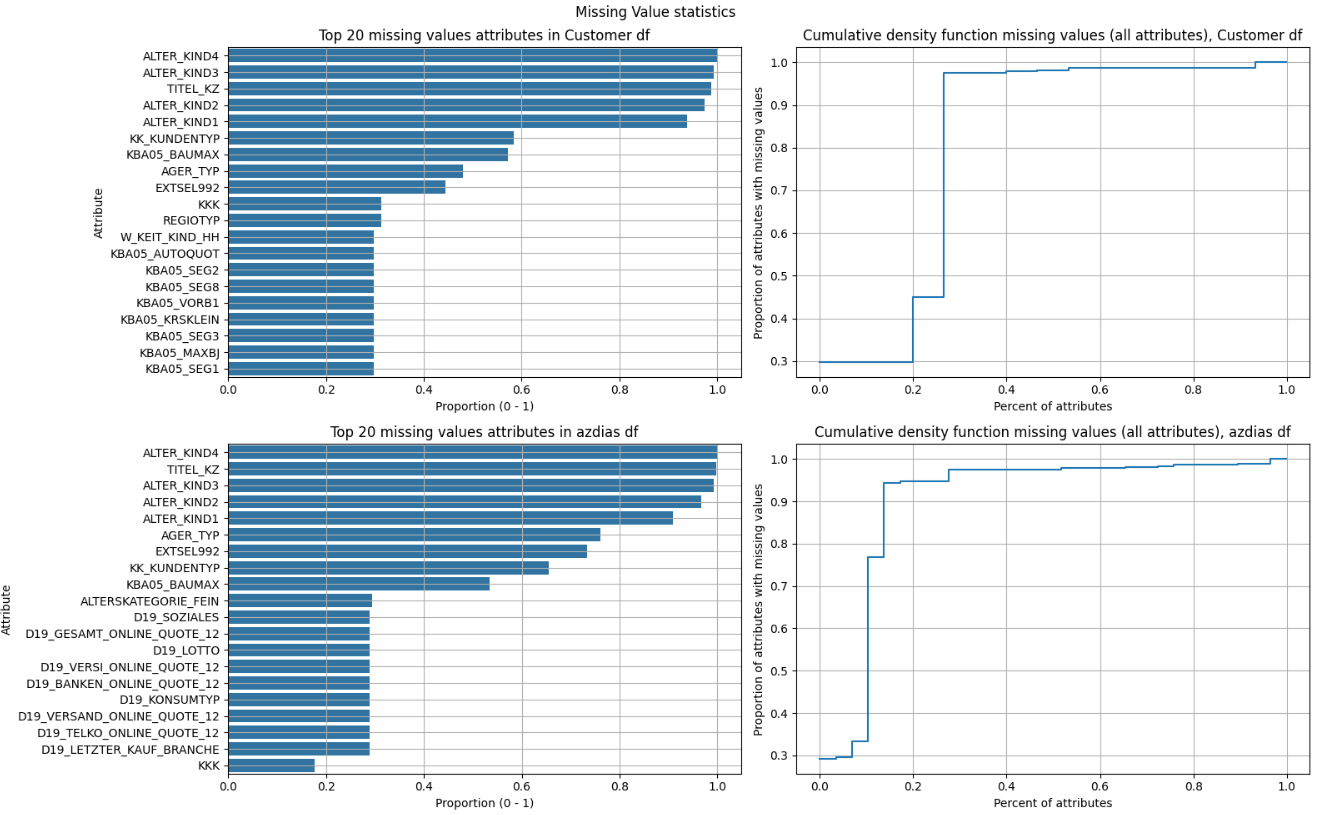 Missing Value statistics
Top 20 missing values attributes in Customer df
Attribute
ALTER_KIND4
ALTER_KIND3
TITEL_KZ
ALTER_KIND2
ALTER_KIND1
KK_KUNDENTYP
KBA05_BAUMAX
AGER_TYP
EXTSEL992
KKK
REGIOTYP
W_KEIT_KIND_HH
KBA05_AUTOQUOT
KBA05_SEG2
KBA05_SEG8
KBA05_VORB1
KBA05_KRSKLEIN
KBA05_SEG3
KBA05_MAXBJ
KBA05_SEG1
0.0 0.2 0.4 0.6 0.8 1.0
Proportion (0 - 1)
Cumulative density function missing values (all attributes), Customer df
Proportion of attributes with missing values
1.0
0.9
0.8
0.7
0.6
0.5
0.4
0.3
0.0 0.2 0.4 0.6 0.8 1.0
Percent of attributes
Top 20 missing values attributes in azdias df
Attribute
ALTER_KIND4
TITEL_KZ
ALTER_KIND3
ALTER_KIND2
ALTER_KIND1
AGER_TYP
EXTSEL992
KK_KUNDENTYP
KBA05_BAUMAX
ALTERSKATEGORIE_FEIN
D19_SOZIALES
D19_GESAMT_ONLINE_QUOTE_12
D19_LOTTO
D19_VERSI_ONLINE_QUOTE_12
D19_BANKEN_ONLINE_QUOTE_12
D19_KONSUMTYP
D19_VERSAND_ONLINE_QUOTE_12
D19_TELKO_ONLINE_QUOTE_12
D19_LETZTER_KAUF_BRANCHE
KKK
0.0 0.2 0.4 0.6 0.8 1.0
Proportion (0 - 1)
Cumulative density function missing values (all attributes), azdias df
Proportion of attributes with missing values
1.0
0.9
0.8
0.7
0.6
0.5
0.4
0.3
0.0 0.2 0.4 0.6 0.8 1.0
Percent of attributes